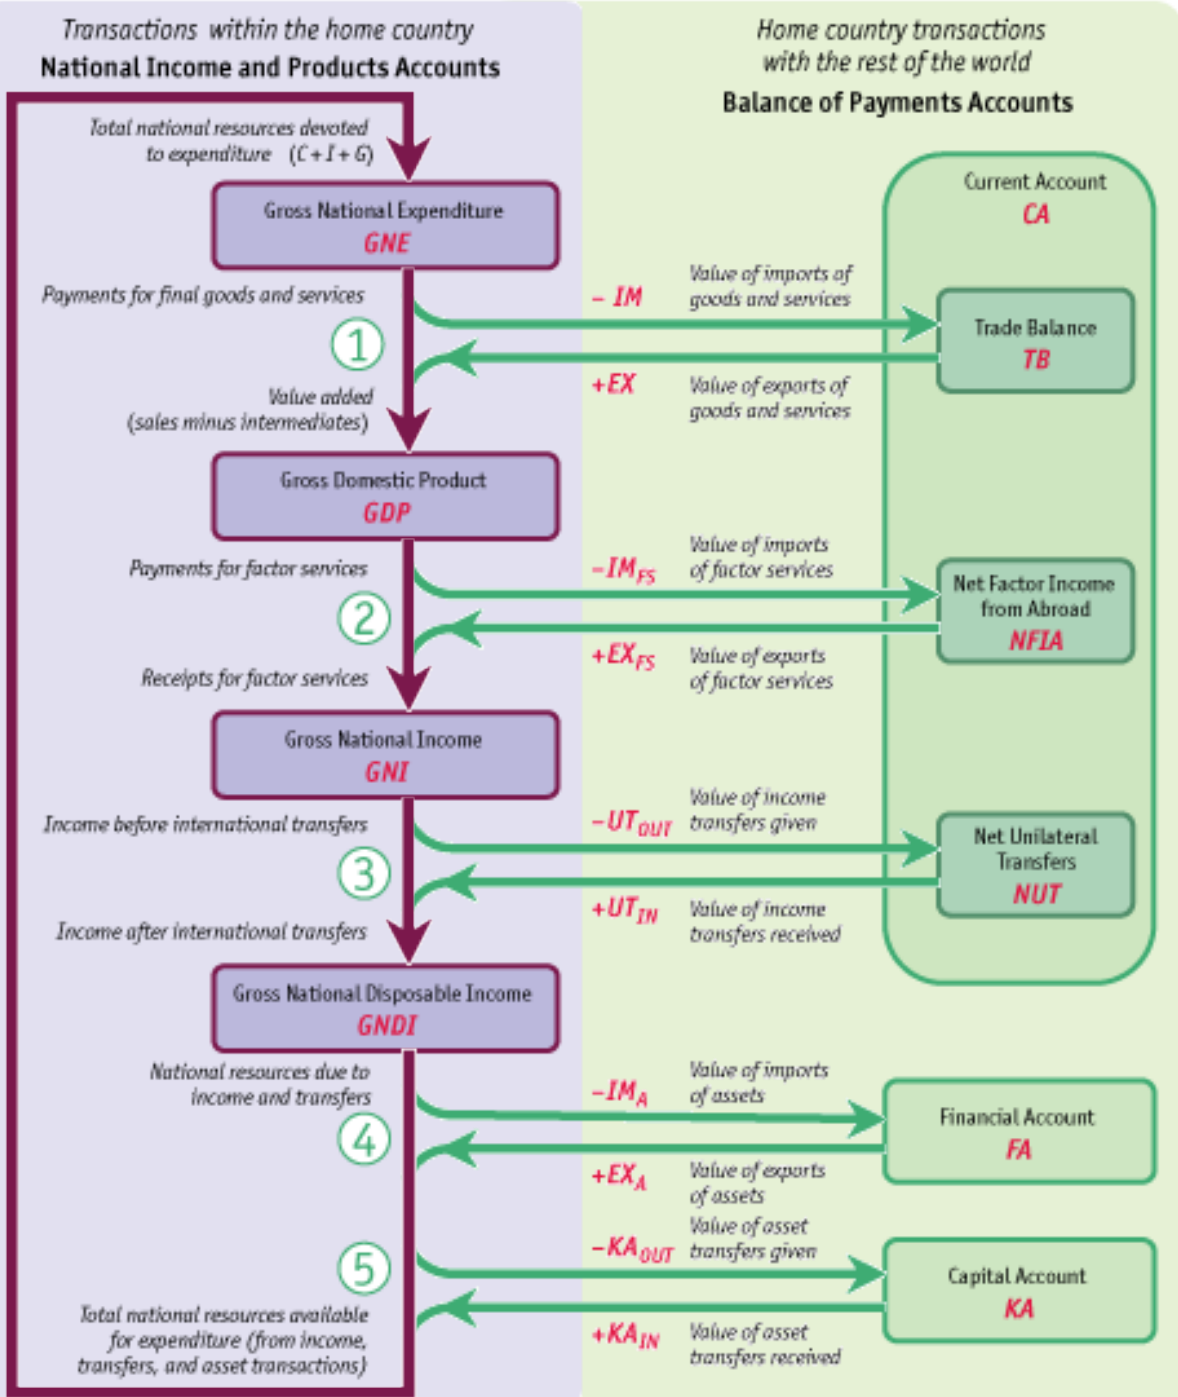 Transactions within the home country
National Income and Products Accounts
Home country transactions
with the rest of the world
Balance of Payments Accounts
Total national resources devoted
to expenditure (C + I + G)
Gross National Expenditure
GNE
Current Account
CA
Payments for final goods and services
1
Value added
(sales minus intermediates)
– IM
Value of imports of
goods and services
+EX
Value of exports of
goods and services
Trade Balance
TB
Gross Domestic Product
GDP
Payments for factor services
2
Receipts for factor services
–IM_FS
Value of imports
of factor services
+EX_FS
Value of exports
of factor services
Net Factor Income
from Abroad
NFIA
Gross National Income
GNI
Income before international transfers
3
Income after international transfers
–UT_OUT
Value of income
transfers given
+UT_IN
Value of income
transfers received
Net Unilateral
Transfers
NUT
Gross National Disposable Income
GNDI
National resources due to
income and transfers
4
–IM_A
Value of imports
of assets
+EX_A
Value of exports
of assets
Financial Account
FA
5
Total national resources available
for expenditure (from income,
transfers, and asset transactions)
–KA_OUT
Value of asset
transfers given
+KA_IN
Value of asset
transfers received
Capital Account
KA